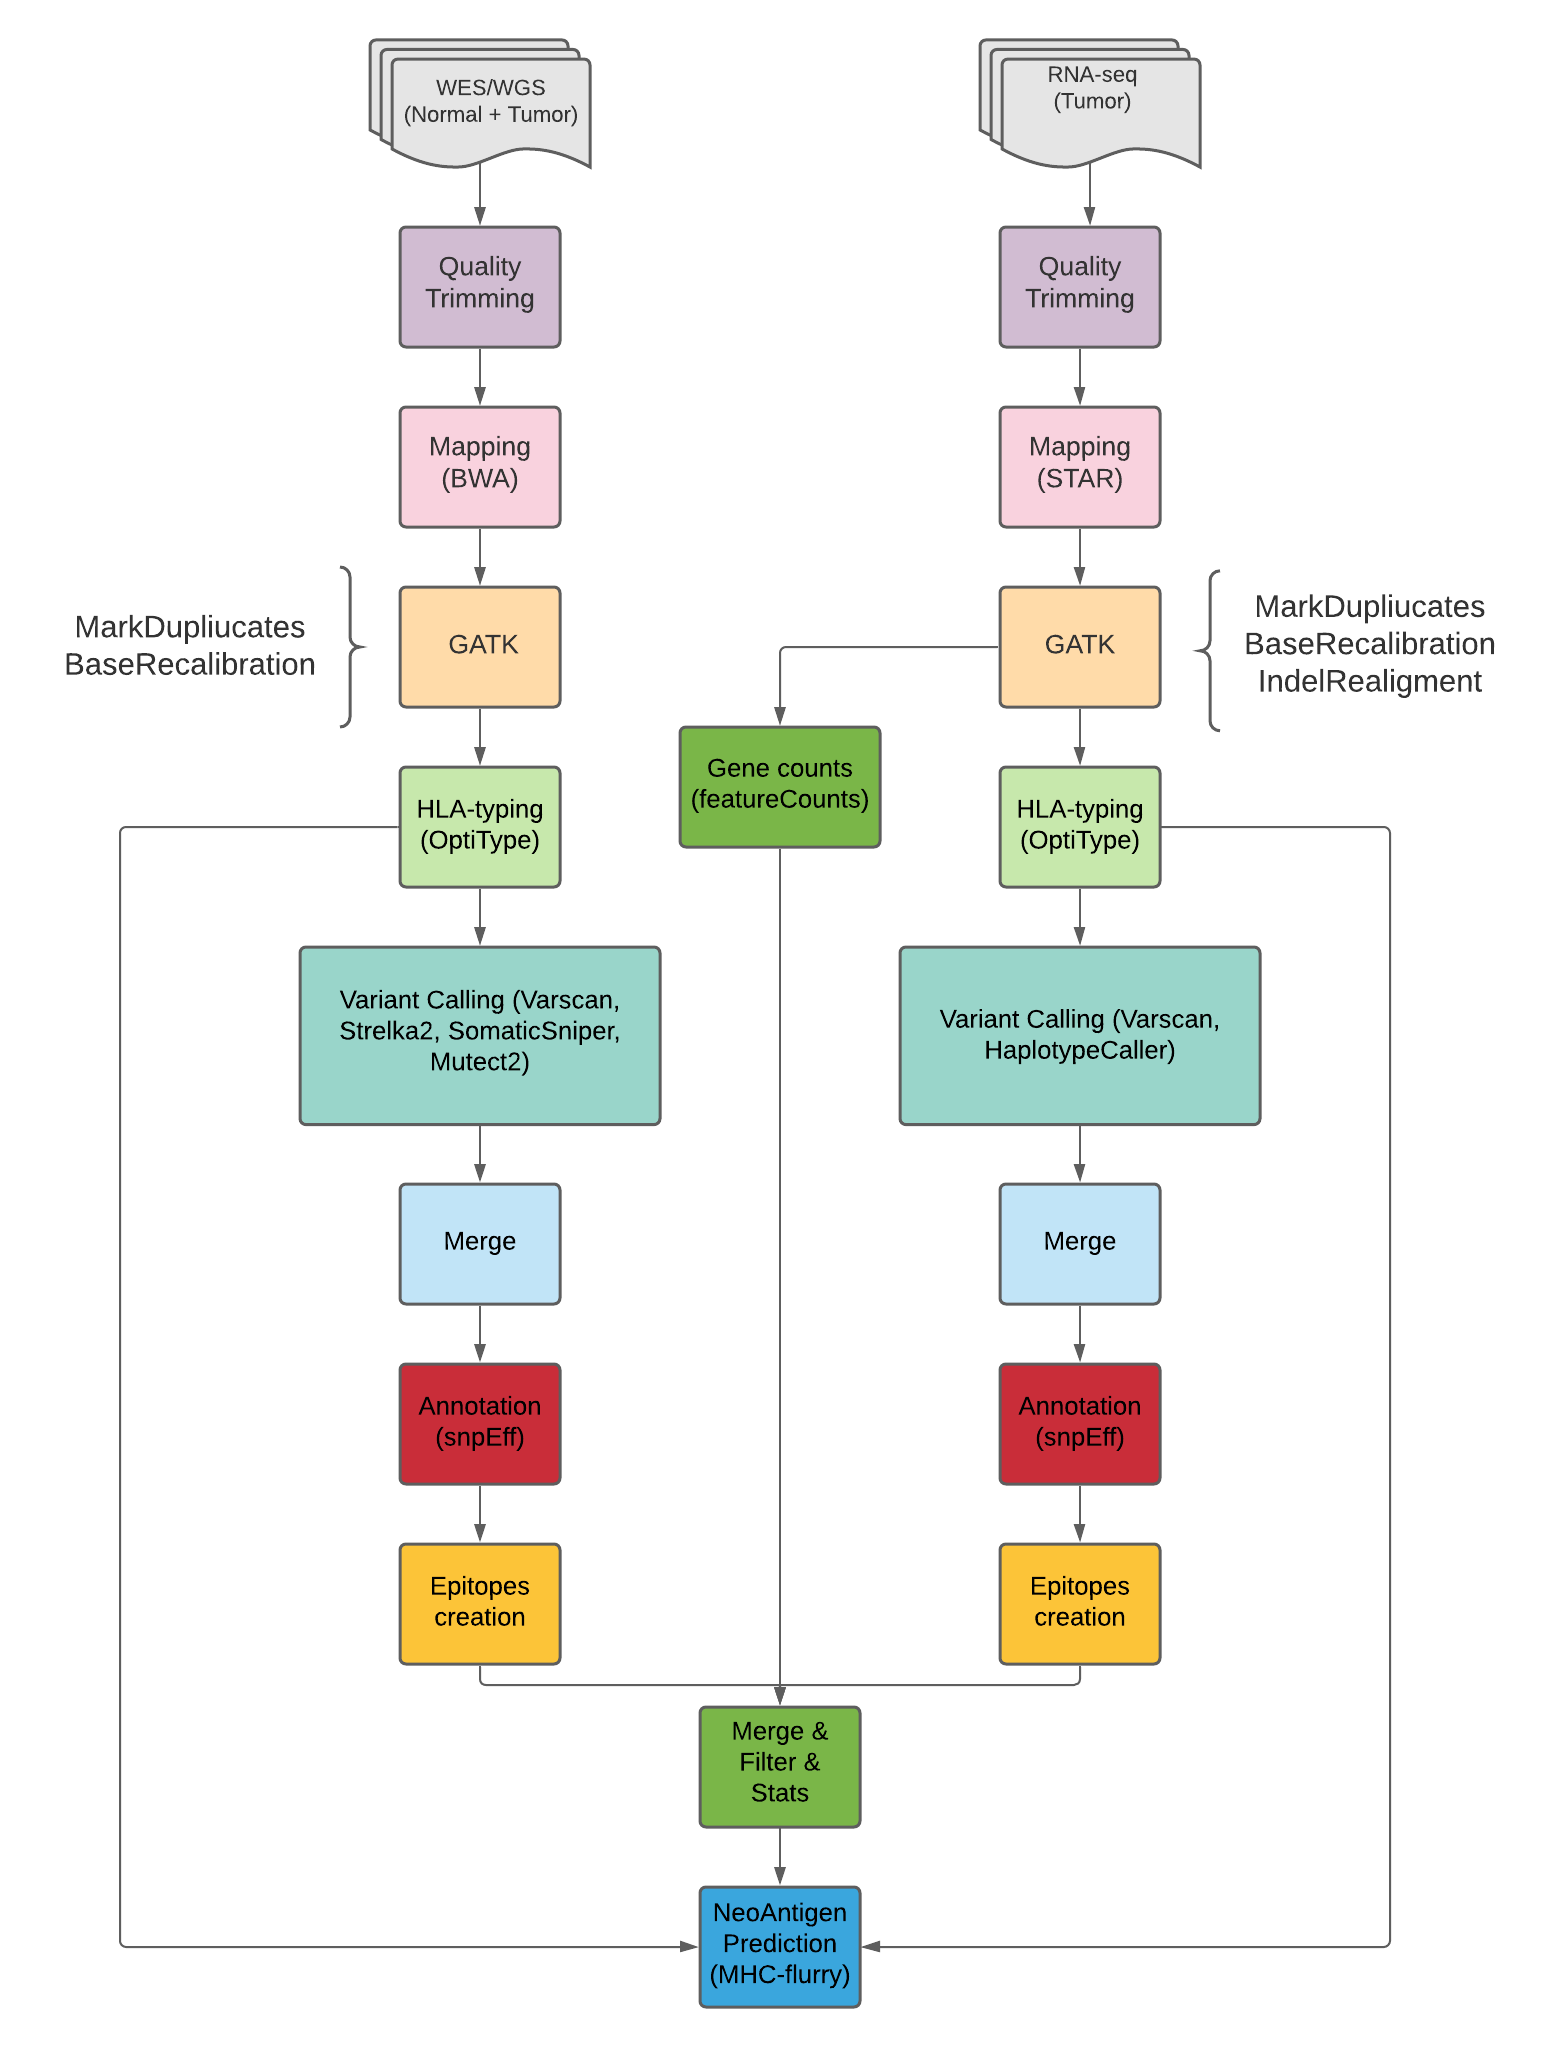 WES/WGS
(Normal + Tumor)
RNA-seq
(Tumor)
Quality
Trimming
Quality
Trimming
Mapping
(BWA)
Mapping
(STAR)
MarkDupliucates
BaseRecalibration
GATK
GATK
MarkDupliucates
BaseRecalibration
IndelRealigment
Gene counts
(featureCounts)
HLA-typing
(OptiType)
HLA-typing
(OptiType)
Variant Calling (Varscan,
Strelka2, SomaticSniper,
Mutect2)
Variant Calling (Varscan,
HaplotypeCaller)
Merge
Merge
Annotation
(snpEff)
Annotation
(snpEff)
Epitopes
creation
Epitopes
creation
Merge &
Filter &
Stats
NeoAntigen
Prediction
(MHC-flurry)